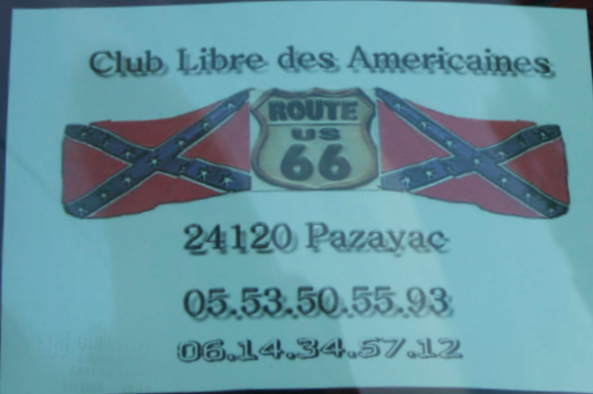 Club Libre des Americaines
ROUTE
US
66
24120 Pazayac
05.53.50.55.93
06.14.34.57.12